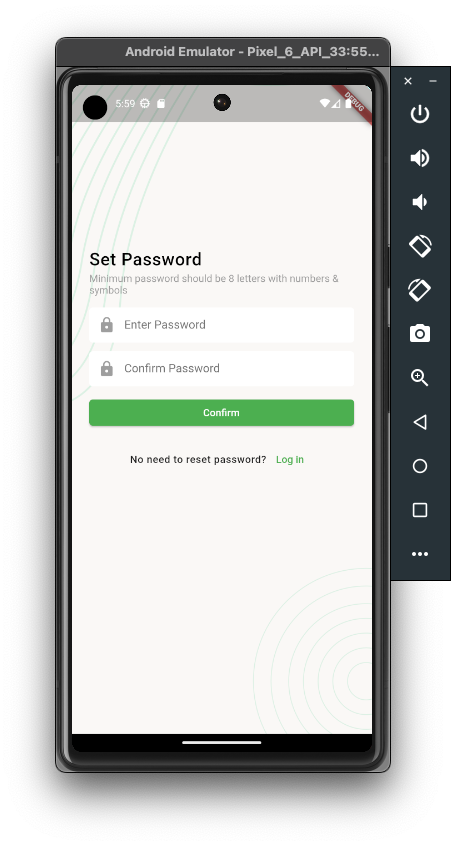 Android Emulator - Pixel_6_API_33:55...
5:59
DEBUG
Set Password
Minimum password should be 8 letters with numbers &
symbols
Enter Password
Confirm Password
Confirm
No need to reset password? Log in